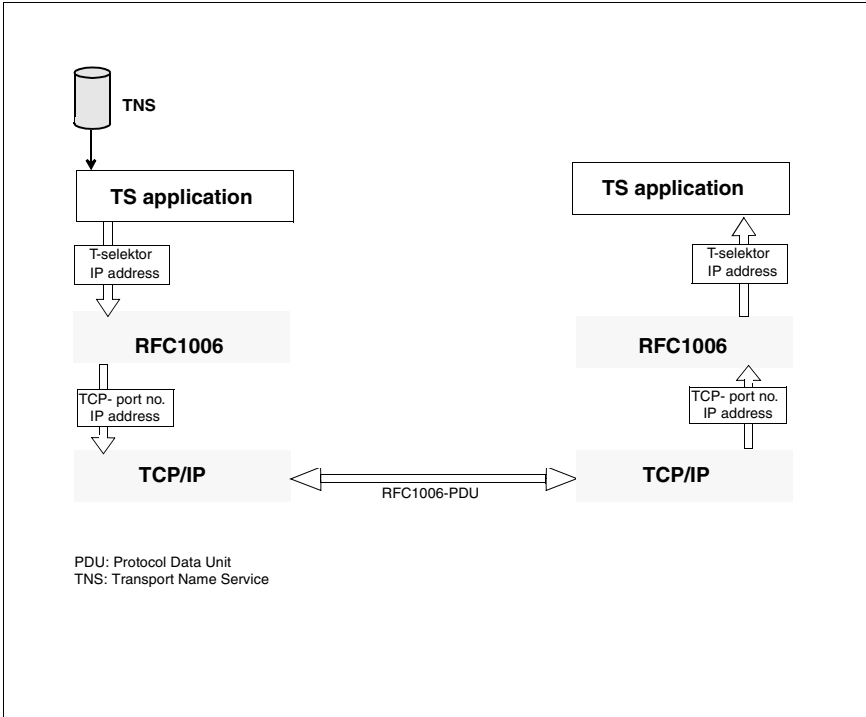 TNS
TS application
TS application
T-selektor
IP address
T-selektor
IP address
RFC1006
RFC1006
TCP- port no.
IP address
TCP- port no.
IP address
TCP/IP
TCP/IP
RFC1006-PDU
PDU: Protocol Data Unit
TNS: Transport Name Service